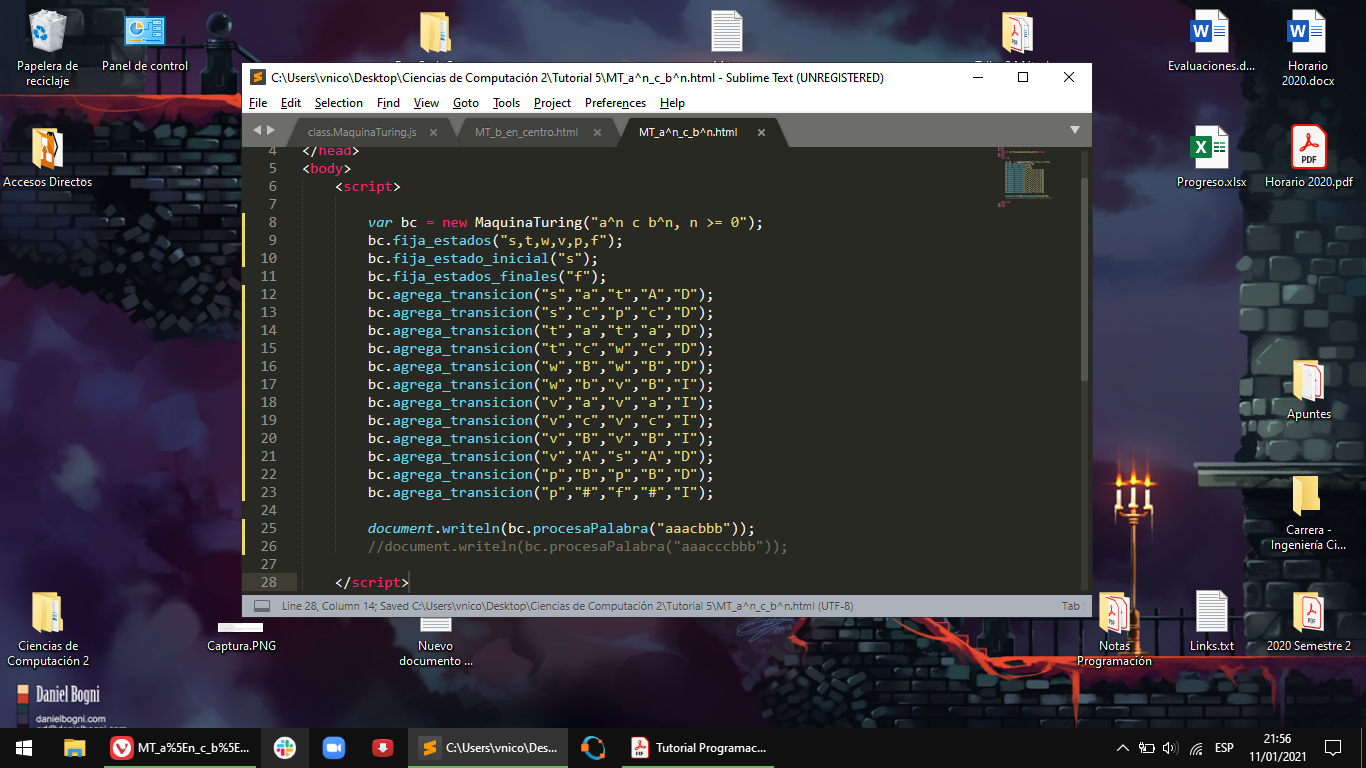 Papelera de
reciclaje
Panel de control
Evaluaciones.d...
Horario
2020.docx
Accesos Directos
Progreso.xlsx
Horario 2020.pdf
C:\Users\vnico\Desktop\Ciencias de Computación 2\Tutorial 5\MT_a^n_c_b^n.html - Sublime Text (UNREGISTERED)
File Edit Selection Find View Goto Tools Project Preferences Help
class.MaquinaTuring.js MT_b_en_centro.html MT_a^n_c_b^n.html
4 </head>
5 <body>
6 <script>
7
8 var bc = new MaquinaTuring("a^n c b^n, n >= 0");
9 bc.fija_estados("s,t,w,v,p,f");
10 bc.fija_estado_inicial("s");
11 bc.fija_estados_finales("f");
12 bc.agrega_transicion("s","a","t","A","D");
13 bc.agrega_transicion("s","c","p","c","D");
14 bc.agrega_transicion("t","a","t","a","D");
15 bc.agrega_transicion("t","c","w","c","D");
16 bc.agrega_transicion("w","B","w","B","D");
17 bc.agrega_transicion("w","b","v","B","I");
18 bc.agrega_transicion("v","a","v","a","I");
19 bc.agrega_transicion("v","c","v","c","I");
20 bc.agrega_transicion("v","B","v","B","I");
21 bc.agrega_transicion("v","A","s","A","D");
22 bc.agrega_transicion("p","B","p","B","D");
23 bc.agrega_transicion("p","#","f","#","I");
24
25 document.writeln(bc.procesaPalabra("aaacbbb"));
26 //document.writeln(bc.procesaPalabra("aaacccbbb"));
27
28 </script>
Line 28, Column 14; Saved C:\Users\vnico\Desktop\Ciencias de Computación 2\Tutorial 5\MT_a^n_c_b^n.html (UTF-8) Tab
Apuntes
Carrera -
Ingeniería Ci...
Ciencias de
Computación 2
Captura.PNG
Nuevo
documento ...
Notas
Programación
Links.txt
2020 Semestre 2
Daniel Bogni
danielbogni.com
MT_a%5En_c_b%5E...
C:\Users\vnico\Des...
Tutorial Programac...
ESP
21:56
11/01/2021